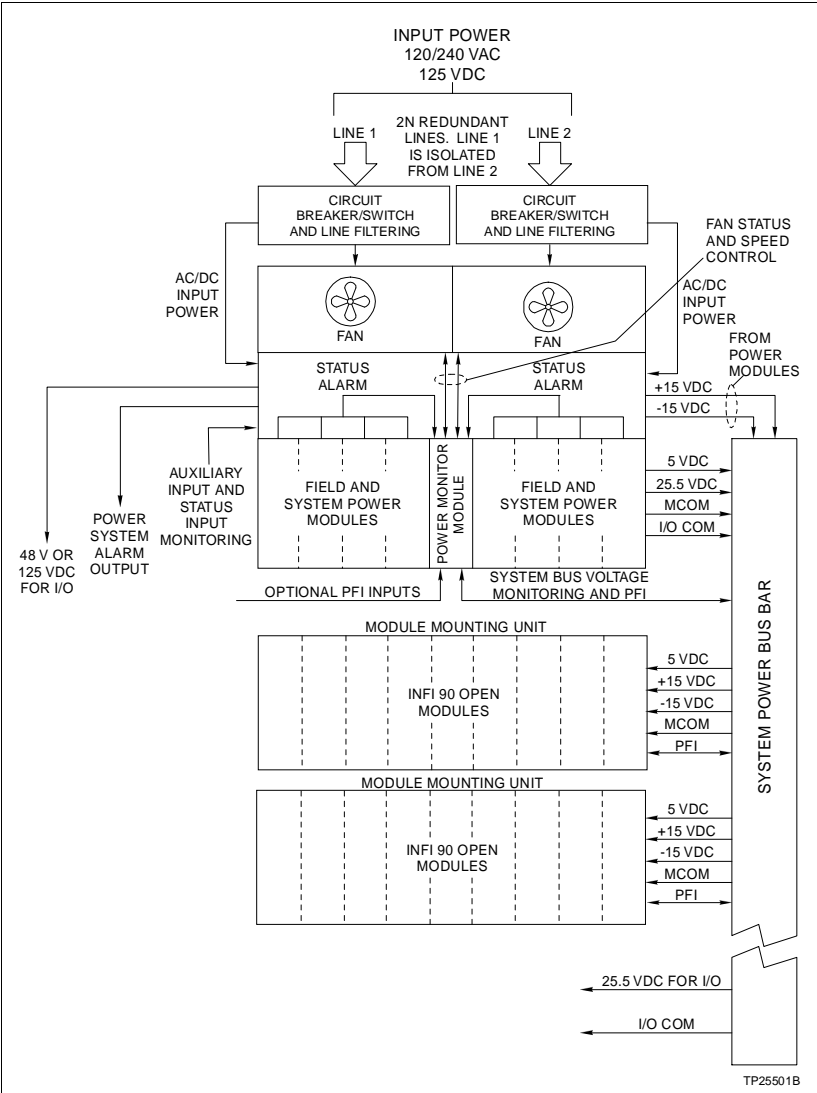 INPUT POWER
120/240 VAC
125 VDC
LINE 1
2N REDUNDANT
LINES. LINE 1
IS ISOLATED
FROM LINE 2
LINE 2
CIRCUIT
BREAKER/SWITCH
AND LINE FILTERING
CIRCUIT
BREAKER/SWITCH
AND LINE FILTERING
FAN STATUS
AND SPEED
CONTROL
AC/DC
INPUT
POWER
FAN
FAN
AC/DC
INPUT
POWER
FROM
POWER
MODULES
STATUS
ALARM
STATUS
ALARM
+15 VDC
-15 VDC
AUXILIARY
INPUT AND
STATUS
INPUT
MONITORING
POWER
SYSTEM
ALARM
OUTPUT
48 V OR
125 VDC
FOR I/O
FIELD AND
SYSTEM POWER
MODULES
POWER MONITOR
MODULE
FIELD AND
SYSTEM POWER
MODULES
5 VDC
25.5 VDC
MCOM
I/O COM
OPTIONAL PFI INPUTS
SYSTEM BUS VOLTAGE
MONITORING AND PFI
MODULE MOUNTING UNIT
INFI 90 OPEN
MODULES
5 VDC
+15 VDC
-15 VDC
MCOM
PFI
SYSTEM POWER BUS BAR
MODULE MOUNTING UNIT
INFI 90 OPEN
MODULES
5 VDC
+15 VDC
-15 VDC
MCOM
PFI
25.5 VDC FOR I/O
I/O COM
TP25501B